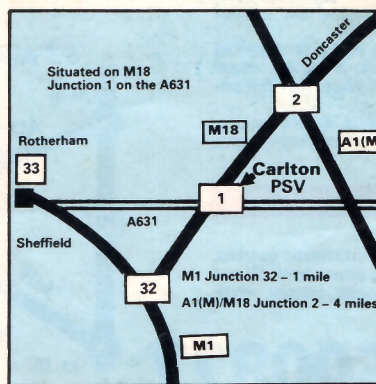 Doncaster
Situated on M18
Junction 1 on the A631
2
M18
A1(M
Rotherham
33
Carlton
PSV
1
A631
Sheffield
32
M1 Junction 32 – 1 mile
A1(M)/M18 Junction 2 – 4 miles
M1